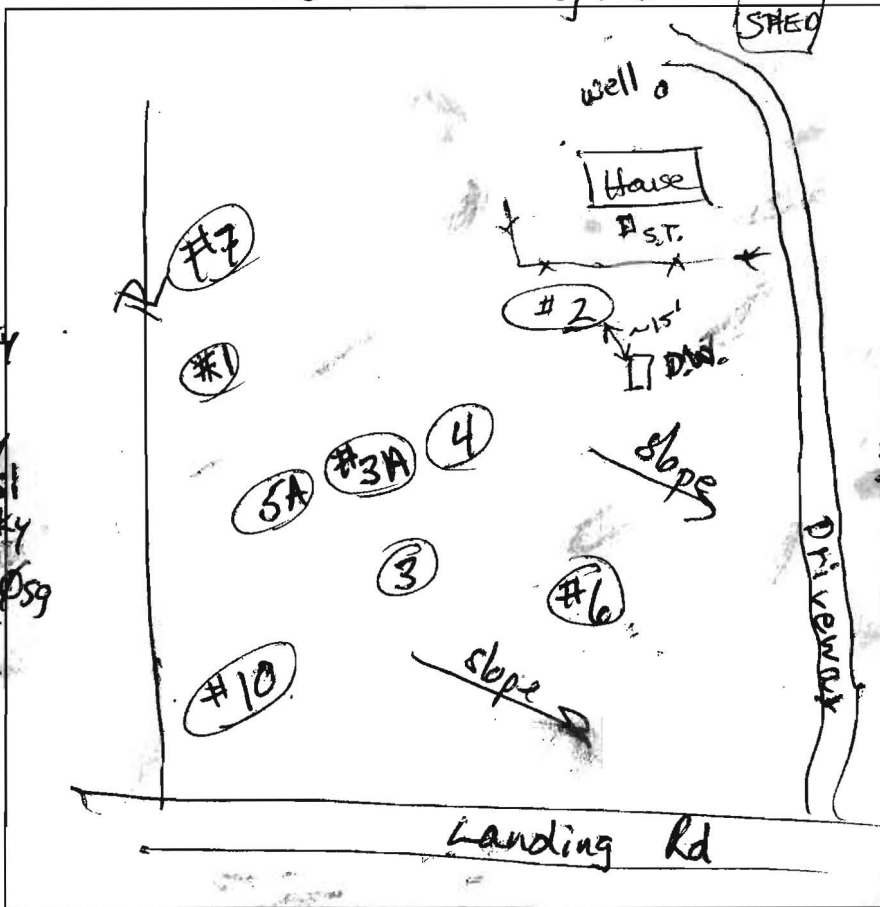 SHED
well
House
S.T.
#7
#2
~15'
D.W.
#1
4
#3A
5A
slope
3
#6
Driveway
#10
slope
Landing Rd